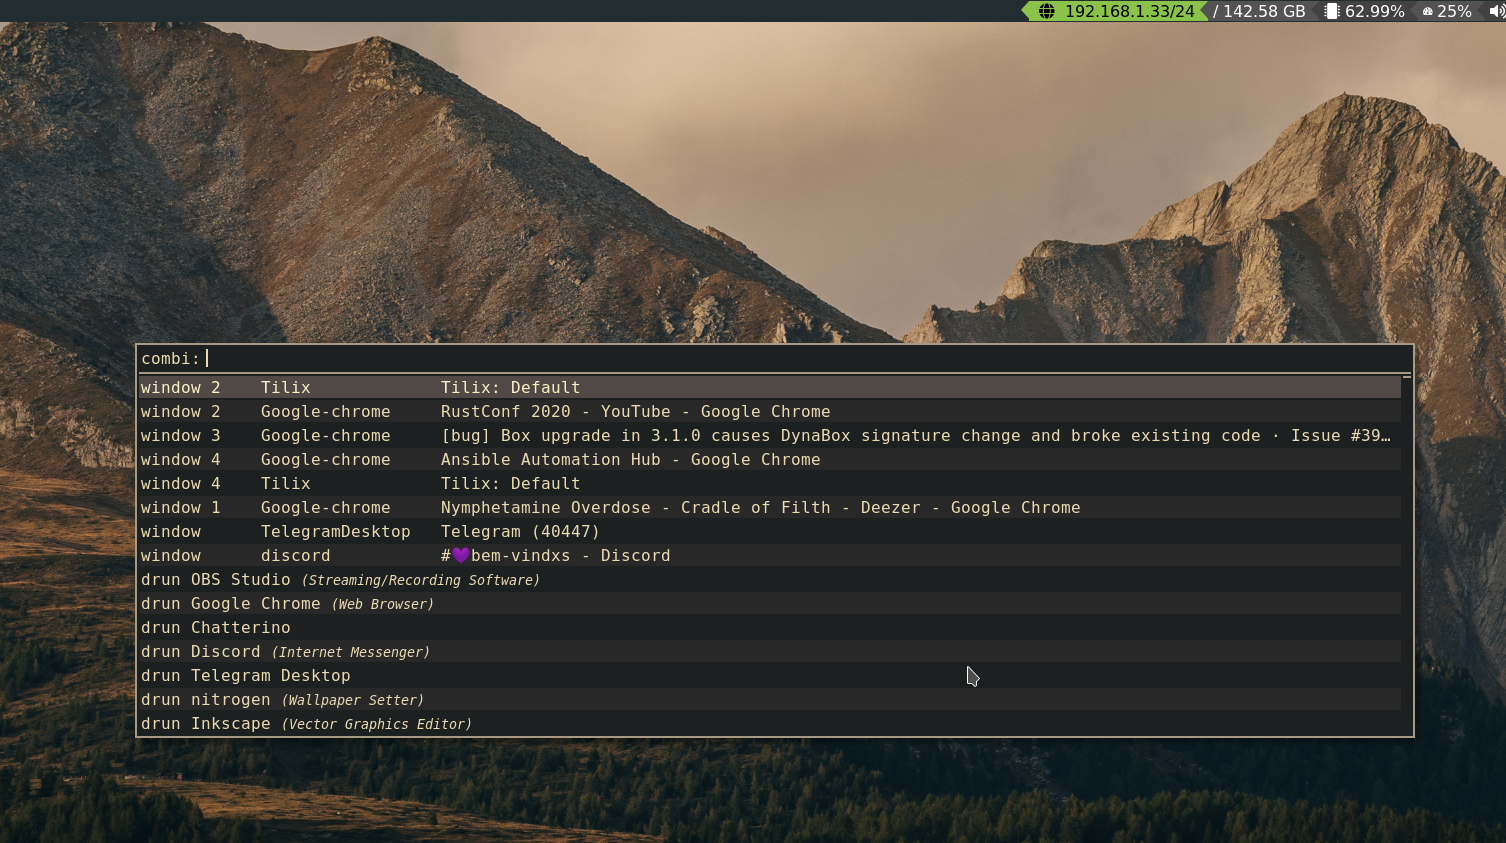 192.168.1.33/24 / 142.58 GB 62.99% 25%
combi:
window 2 Tilix Tilix: Default
window 2 Google-chrome RustConf 2020 - YouTube - Google Chrome
window 3 Google-chrome [bug] Box upgrade in 3.1.0 causes DynaBox signature change and broke existing code · Issue #39…
window 4 Google-chrome Ansible Automation Hub - Google Chrome
window 4 Tilix Tilix: Default
window 1 Google-chrome Nymphetamine Overdose - Cradle of Filth - Deezer - Google Chrome
window TelegramDesktop Telegram (40447)
window discord #💜bem-vindxs - Discord
drun OBS Studio (Streaming/Recording Software)
drun Google Chrome (Web Browser)
drun Chatterino
drun Discord (Internet Messenger)
drun Telegram Desktop
drun nitrogen (Wallpaper Setter)
drun Inkscape (Vector Graphics Editor)